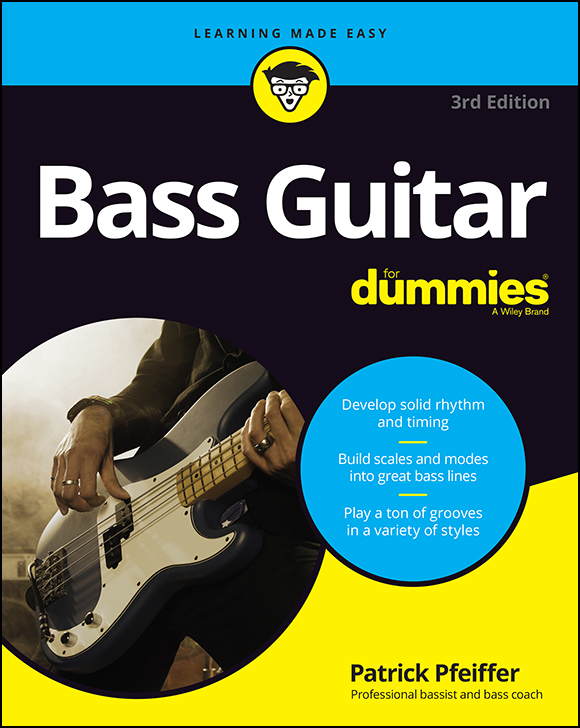 LEARNING MADE EASY
3rd Edition
Bass Guitar
for
dummies®
A Wiley Brand
Develop solid rhythm
and timing
Build scales and modes
into great bass lines
Play a ton of grooves
in a variety of styles
Patrick Pfeiffer
Professional bassist and bass coach